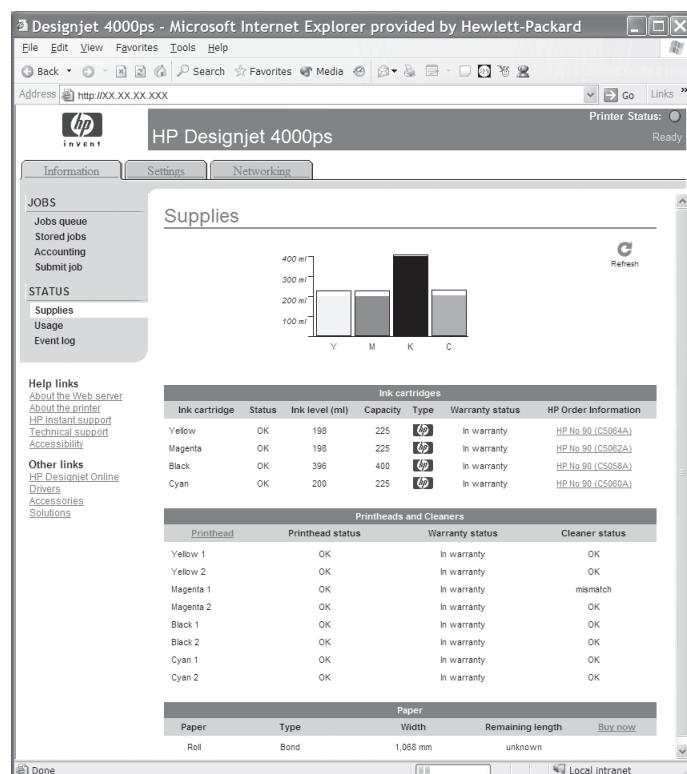 Designjet 4000ps - Microsoft Internet Explorer provided by Hewlett-Packard
File Edit View Favorites Tools Help
Back Search Favorites Media
Address http://XX.XX.XX.XXX Go Links »
hp
invent
HP Designjet 4000ps
Printer Status:
Ready
Information Settings Networking
JOBS
Jobs queue
Stored jobs
Accounting
Submit job
STATUS
Supplies
Usage
Event log
Help links
About the Web server
About the printer
HP instant support
Technical support
Accessibility
Other links
HP Designjet Online
Drivers
Accessories
Solutions
Supplies
Refresh
400 ml
300 ml
200 ml
100 ml
Y M K C
Ink cartridges
Ink cartridge Status Ink level (ml) Capacity Type Warranty status HP Order Information
Yellow OK 198 225 hp In warranty HP No 90 (C5064A)
Magenta OK 198 225 hp In warranty HP No 90 (C5062A)
Black OK 396 400 hp In warranty HP No 90 (C5058A)
Cyan OK 200 225 hp In warranty HP No 90 (C5060A)
Printheads and Cleaners
Printhead Printhead status Warranty status Cleaner status
Yellow 1 OK In warranty OK
Yellow 2 OK In warranty OK
Magenta 1 OK In warranty mismatch
Magenta 2 OK In warranty OK
Black 1 OK In warranty OK
Black 2 OK In warranty OK
Cyan 1 OK In warranty OK
Cyan 2 OK In warranty OK
Paper
Paper Type Width Remaining length Buy now
Roll Bond 1,068 mm unknown
Done Local intranet